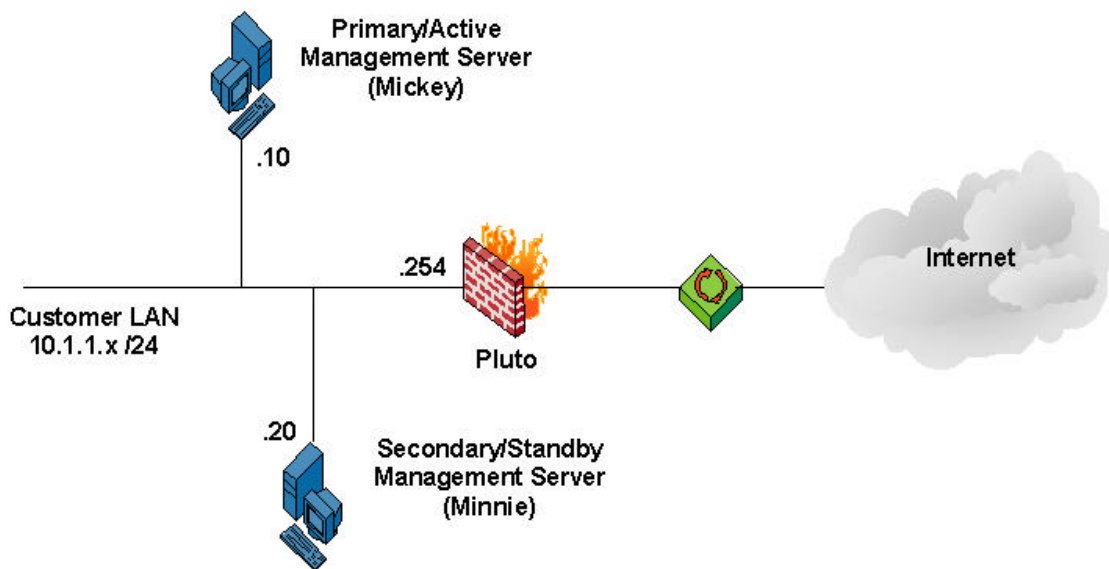 Primary/Active
Management Server
(Mickey)
.10
.254
Internet
Customer LAN
10.1.1.x /24
Pluto
.20
Secondary/Standby
Management Server
(Minnie)